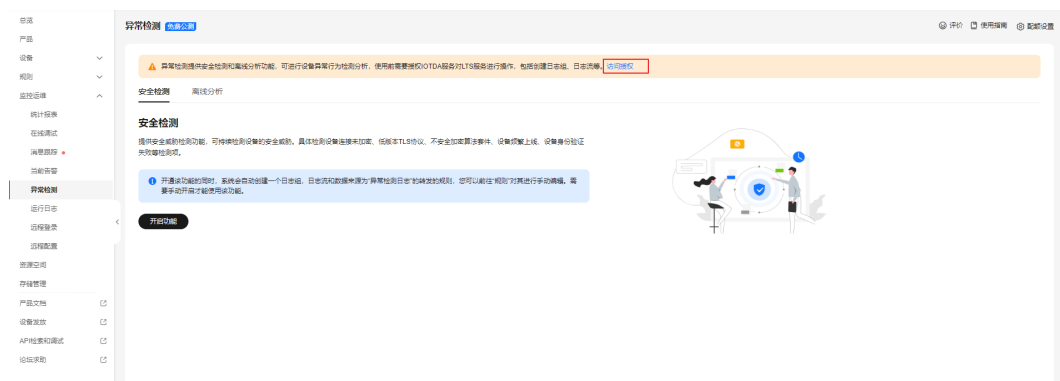 总览
产品
设备
规则
监控运维
统计报表
在线调试
消息跟踪
当前告警
异常检测
运行日志
远程登录
远程配置
资源空间
存储管理
产品文档
设备发放
API检索和调试
论坛求助
异常检测 免费公测
评价 使用指南 配额设置
异常检测提供安全检测和离线分析功能，可进行设备异常行为检测分析，使用前需要授权IOTDA服务对LTS服务进行操作，包括创建日志组、日志流等。访问授权
安全检测 离线分析
安全检测
提供安全威胁检测功能，可持续检测设备的安全威胁。具体检测设备连接未加密、低版本TLS协议、不安全加密算法套件、设备频繁上线、设备身份验证
失败等检测项。
开通该功能的同时，系统会自动创建一个日志组、日志流和数据来源为“异常检测日志”的转发的规则，您可以前往“规则”对其进行手动编辑。需
要手动开启才能使用该功能。
开启功能